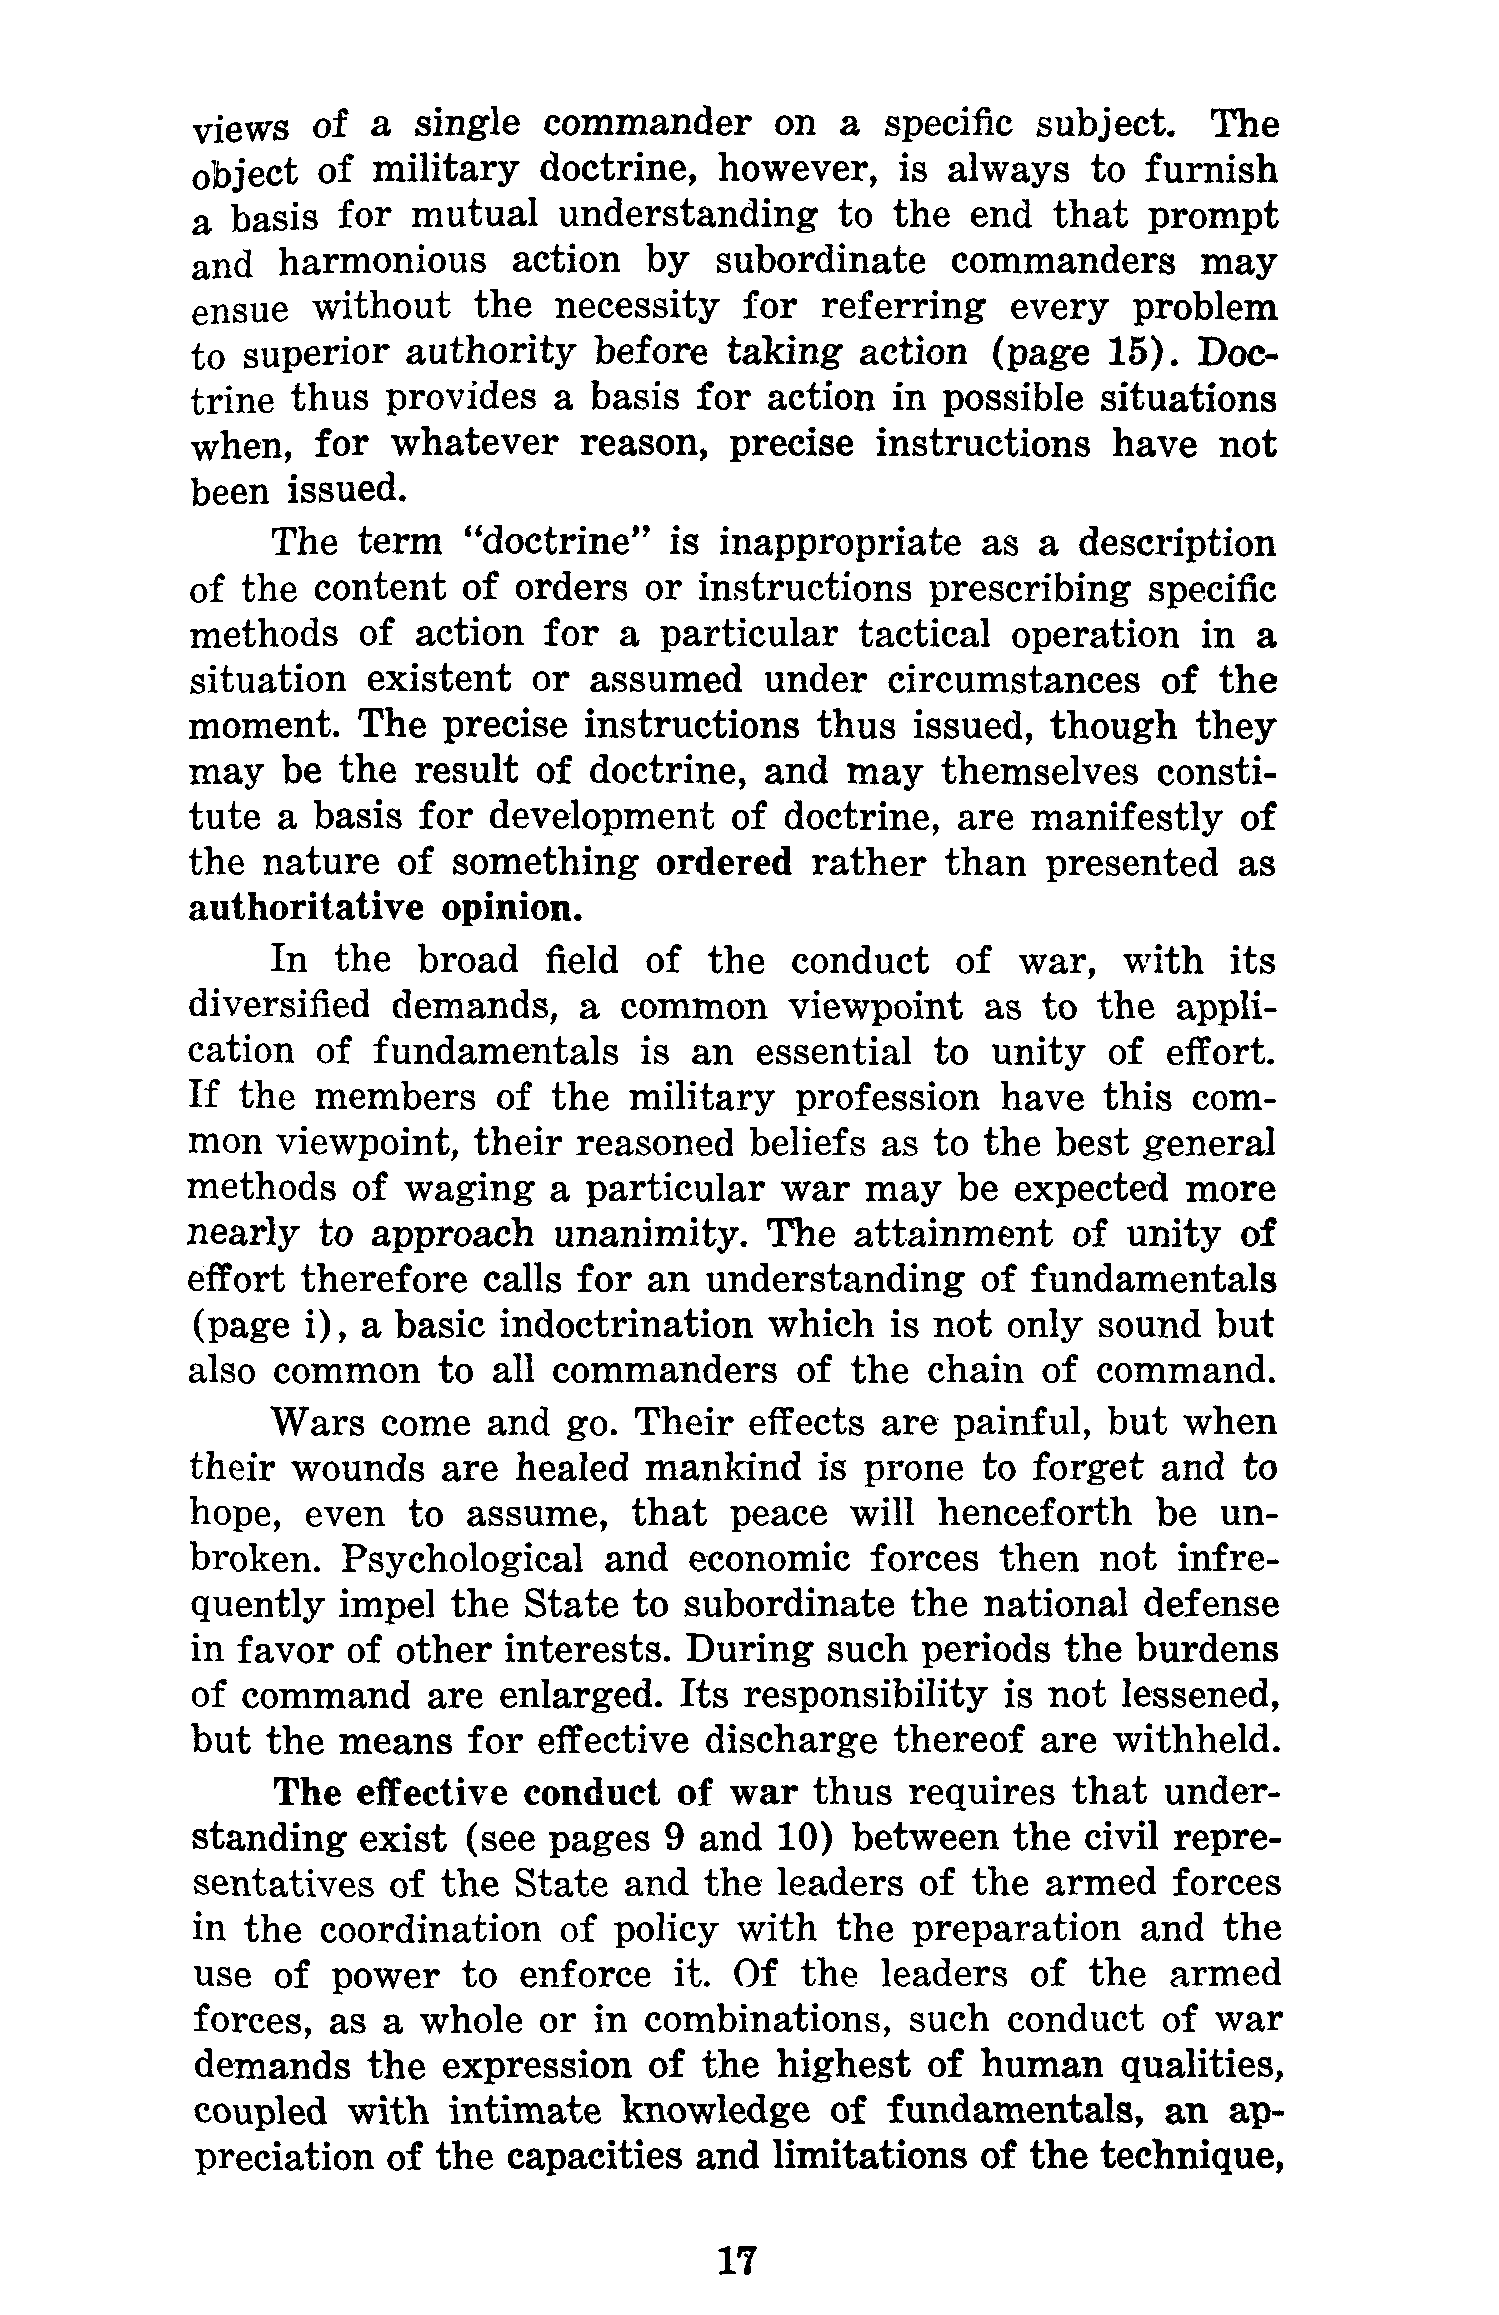 views of a single commander on a specific subject. The
object of military doctrine, however, is always to furnish
a basis for mutual understanding to the end that prompt
and harmonious action by subordinate commanders may
ensue without the necessity for referring every problem
to superior authority before taking action (page 15). Doc-
trine thus provides a basis for action in possible situations
when, for whatever reason, precise instructions have not
been issued.
The term “doctrine” is inappropriate as a description
of the content of orders or instructions prescribing specific
methods of action for a particular tactical operation in a
situation existent or assumed under circumstances of the
moment. The precise instructions thus issued, though they
may be the result of doctrine, and may themselves consti-
tute a basis for development of doctrine, are manifestly of
the nature of something ordered rather than presented as
authoritative opinion.
In the broad field of the conduct of war, with its
diversified demands, a common viewpoint as to the appli-
cation of fundamentals is an essential to unity of effort.
If the members of the military profession have this com-
mon viewpoint, their reasoned beliefs as to the best general
methods of waging a particular war may be expected more
nearly to approach unanimity. The attainment of unity of
effort therefore calls for an understanding of fundamentals
(page i), a basic indoctrination which is not only sound but
also common to all commanders of the chain of command.
Wars come and go. Their effects are painful, but when
their wounds are healed mankind is prone to forget and to
hope, even to assume, that peace will henceforth be un-
broken. Psychological and economic forces then not infre-
quently impel the State to subordinate the national defense
in favor of other interests. During such periods the burdens
of command are enlarged. Its responsibility is not lessened,
but the means for effective discharge thereof are withheld.
The effective conduct of war thus requires that under-
standing exist (see pages 9 and 10) between the civil repre-
sentatives of the State and the leaders of the armed forces
in the coordination of policy with the preparation and the
use of power to enforce it. Of the leaders of the armed
forces, as a whole or in combinations, such conduct of war
demands the expression of the highest of human qualities,
coupled with intimate knowledge of fundamentals, an ap-
preciation of the capacities and limitations of the technique,
17